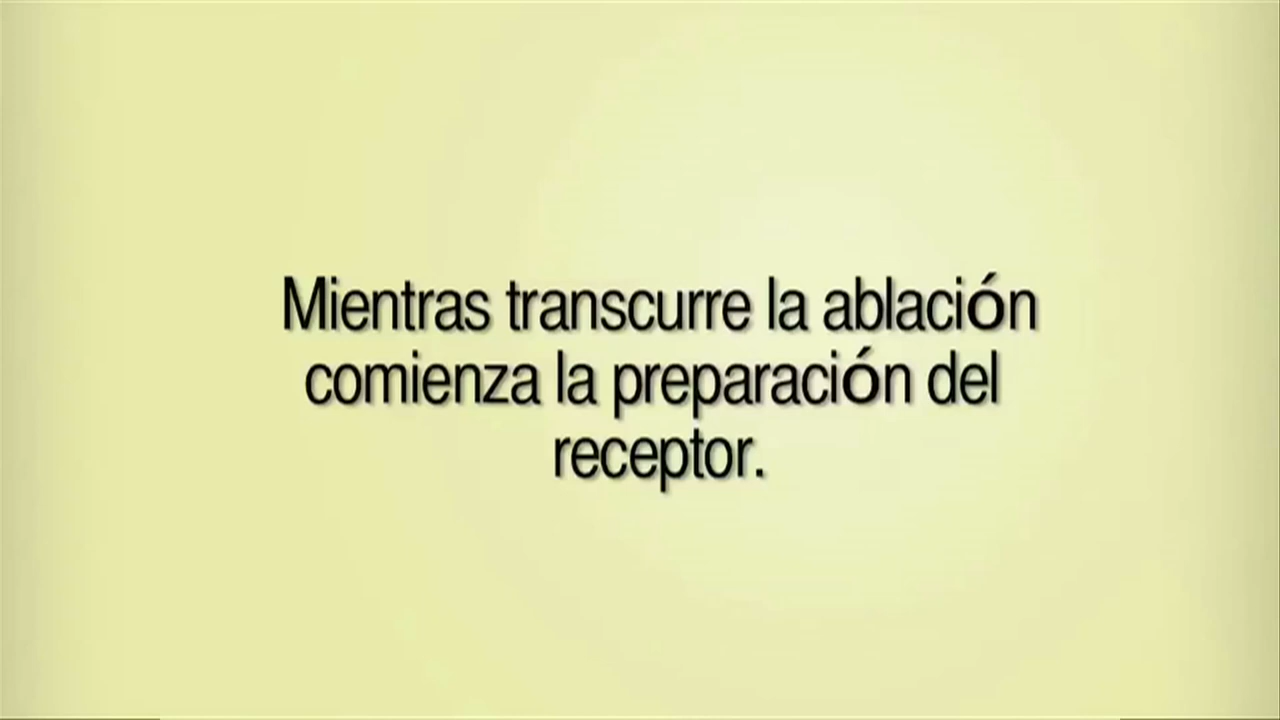 Mientras transcurre la ablación
comienza la preparación del
receptor.